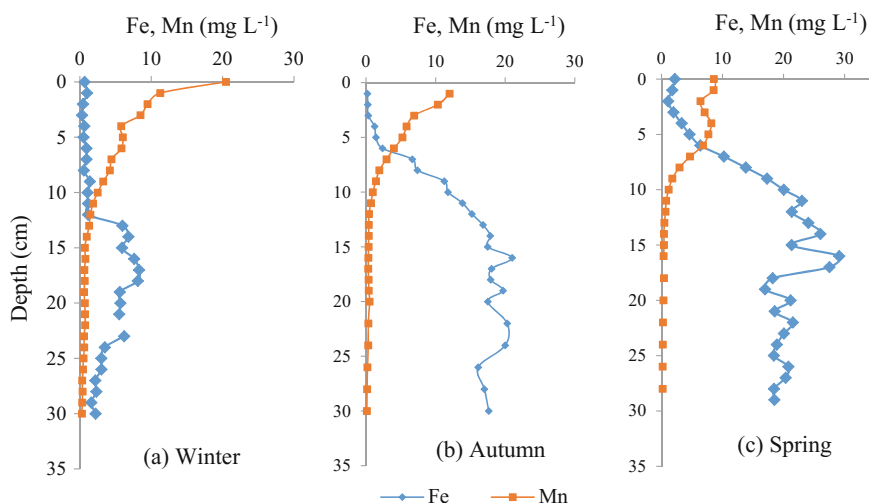 Fe, Mn (mg L⁻¹) Fe, Mn (mg L⁻¹) Fe, Mn (mg L⁻¹)
0 10 20 30 0 10 20 30 0 10 20 30
0 0 0
5 5 5
10 10 10
15 15 15
20 20 20
25 25 25
30 30 30
35 35 35
Depth (cm)
(a) Winter (b) Autumn (c) Spring
Fe Mn